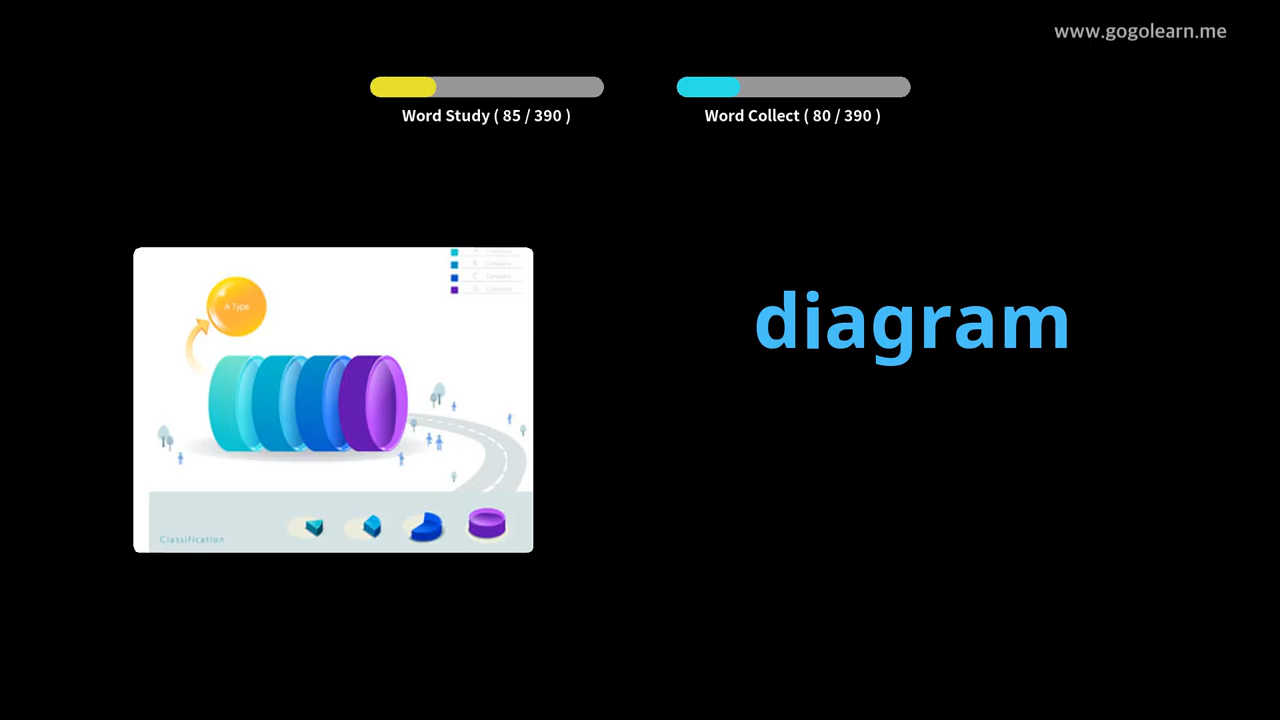 www.gogolearn.me
Word Study ( 85 / 390 )
Word Collect ( 80 / 390 )
diagram
A Type
C
D
Classification